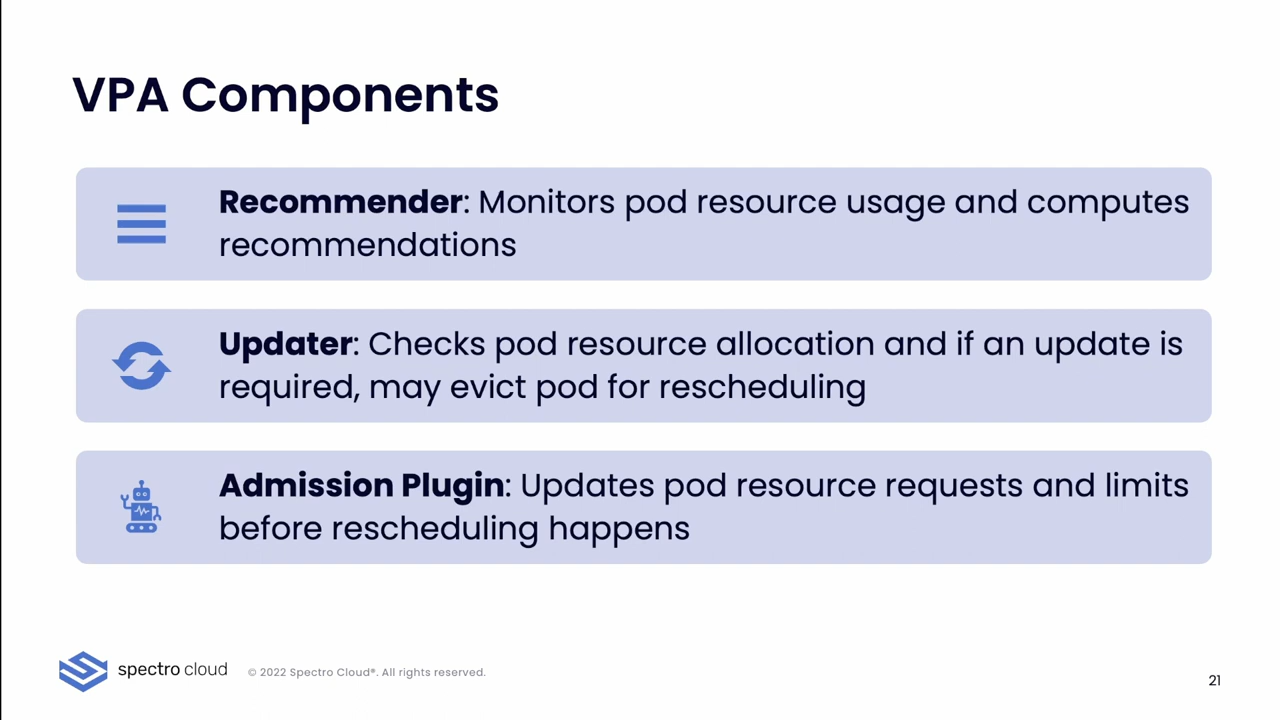 VPA Components
Recommender: Monitors pod resource usage and computes
recommendations
Updater: Checks pod resource allocation and if an update is
required, may evict pod for rescheduling
Admission Plugin: Updates pod resource requests and limits
before rescheduling happens
spectro cloud
© 2022 Spectro Cloud®. All rights reserved.
21